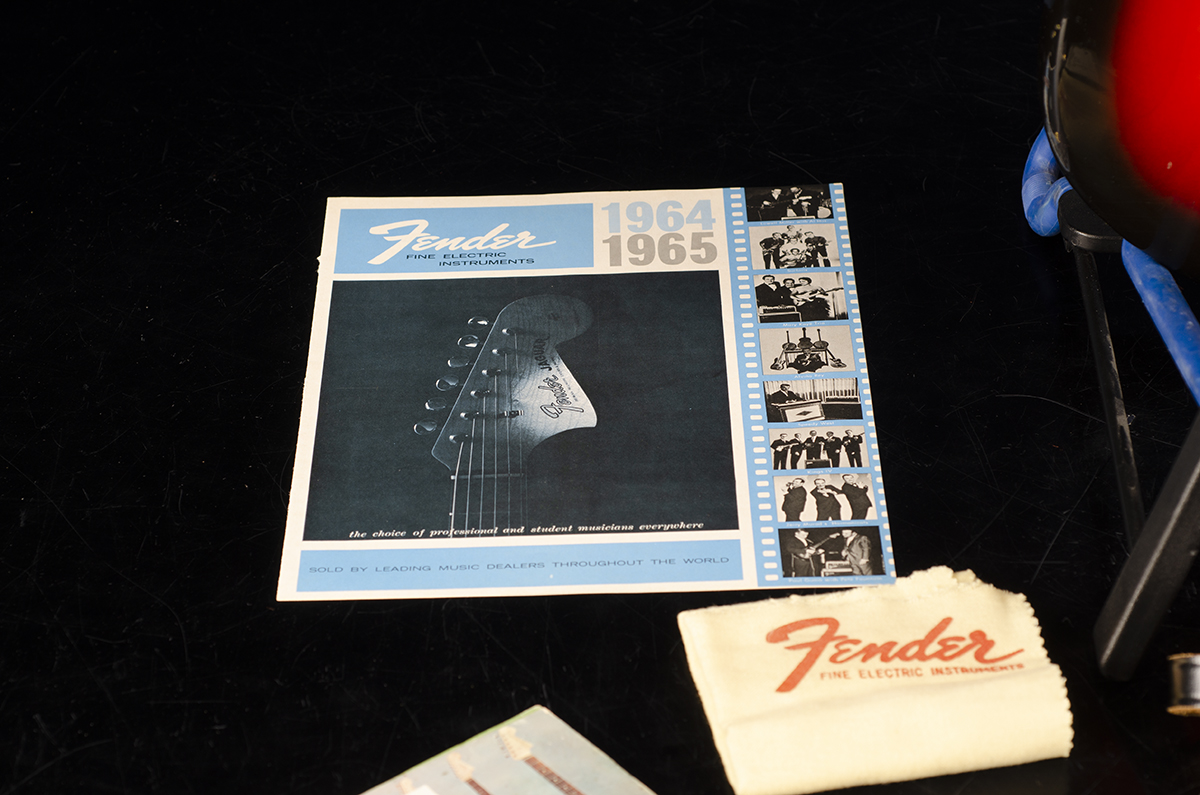 Fender
FINE ELECTRIC
INSTRUMENTS
1964
1965
Fender JAGUAR
the choice of professional and student musicians everywhere
SOLD BY LEADING MUSIC DEALERS THROUGHOUT THE WORLD
Fender
FINE ELECTRIC INSTRUMENTS